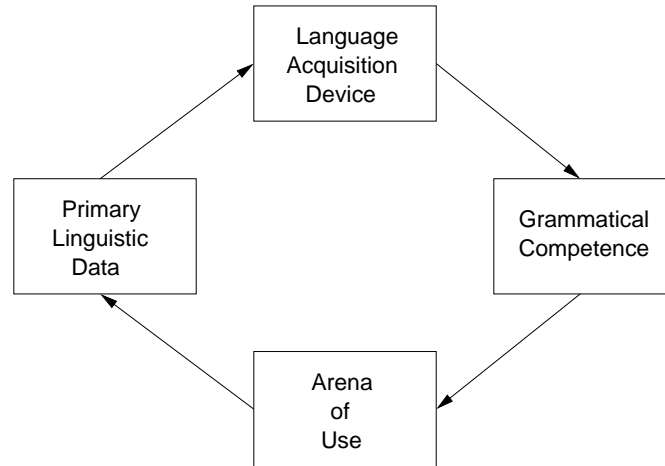 Language
Acquisition
Device
Primary
Linguistic
Data
Grammatical
Competence
Arena
of
Use